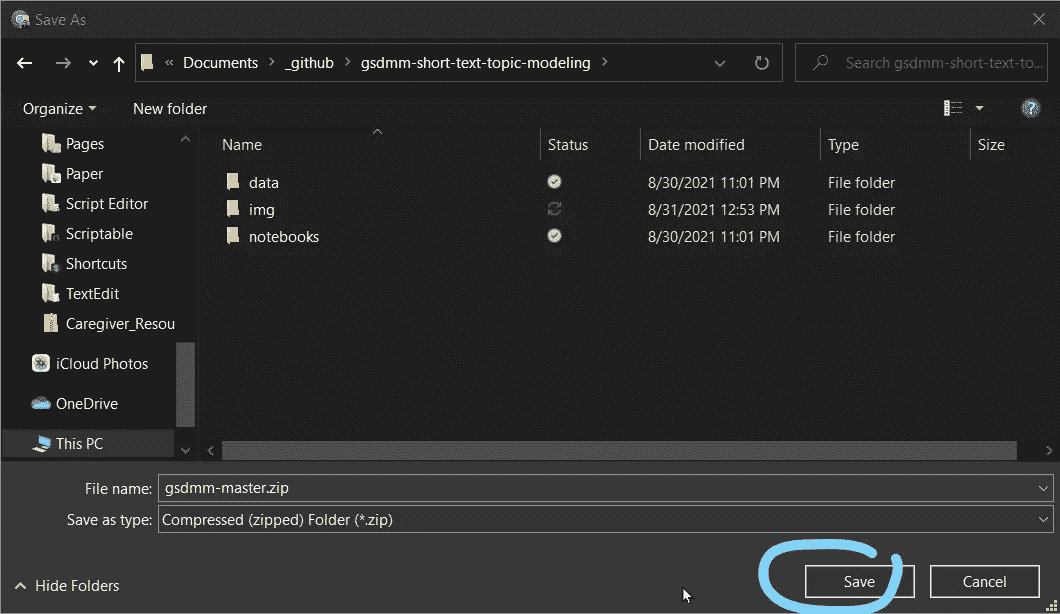 Save As
« Documents > _github > gsdmm-short-text-topic-modeling >
Search gsdmm-short-text-to...
Organize New folder
Pages
Paper
Script Editor
Scriptable
Shortcuts
TextEdit
Caregiver_Resou
iCloud Photos
OneDrive
This PC
Name Status Date modified Type Size
data 8/30/2021 11:01 PM File folder
img 8/31/2021 12:53 PM File folder
notebooks 8/30/2021 11:01 PM File folder
File name: gsdmm-master.zip
Save as type: Compressed (zipped) Folder (*.zip)
Hide Folders
Save Cancel